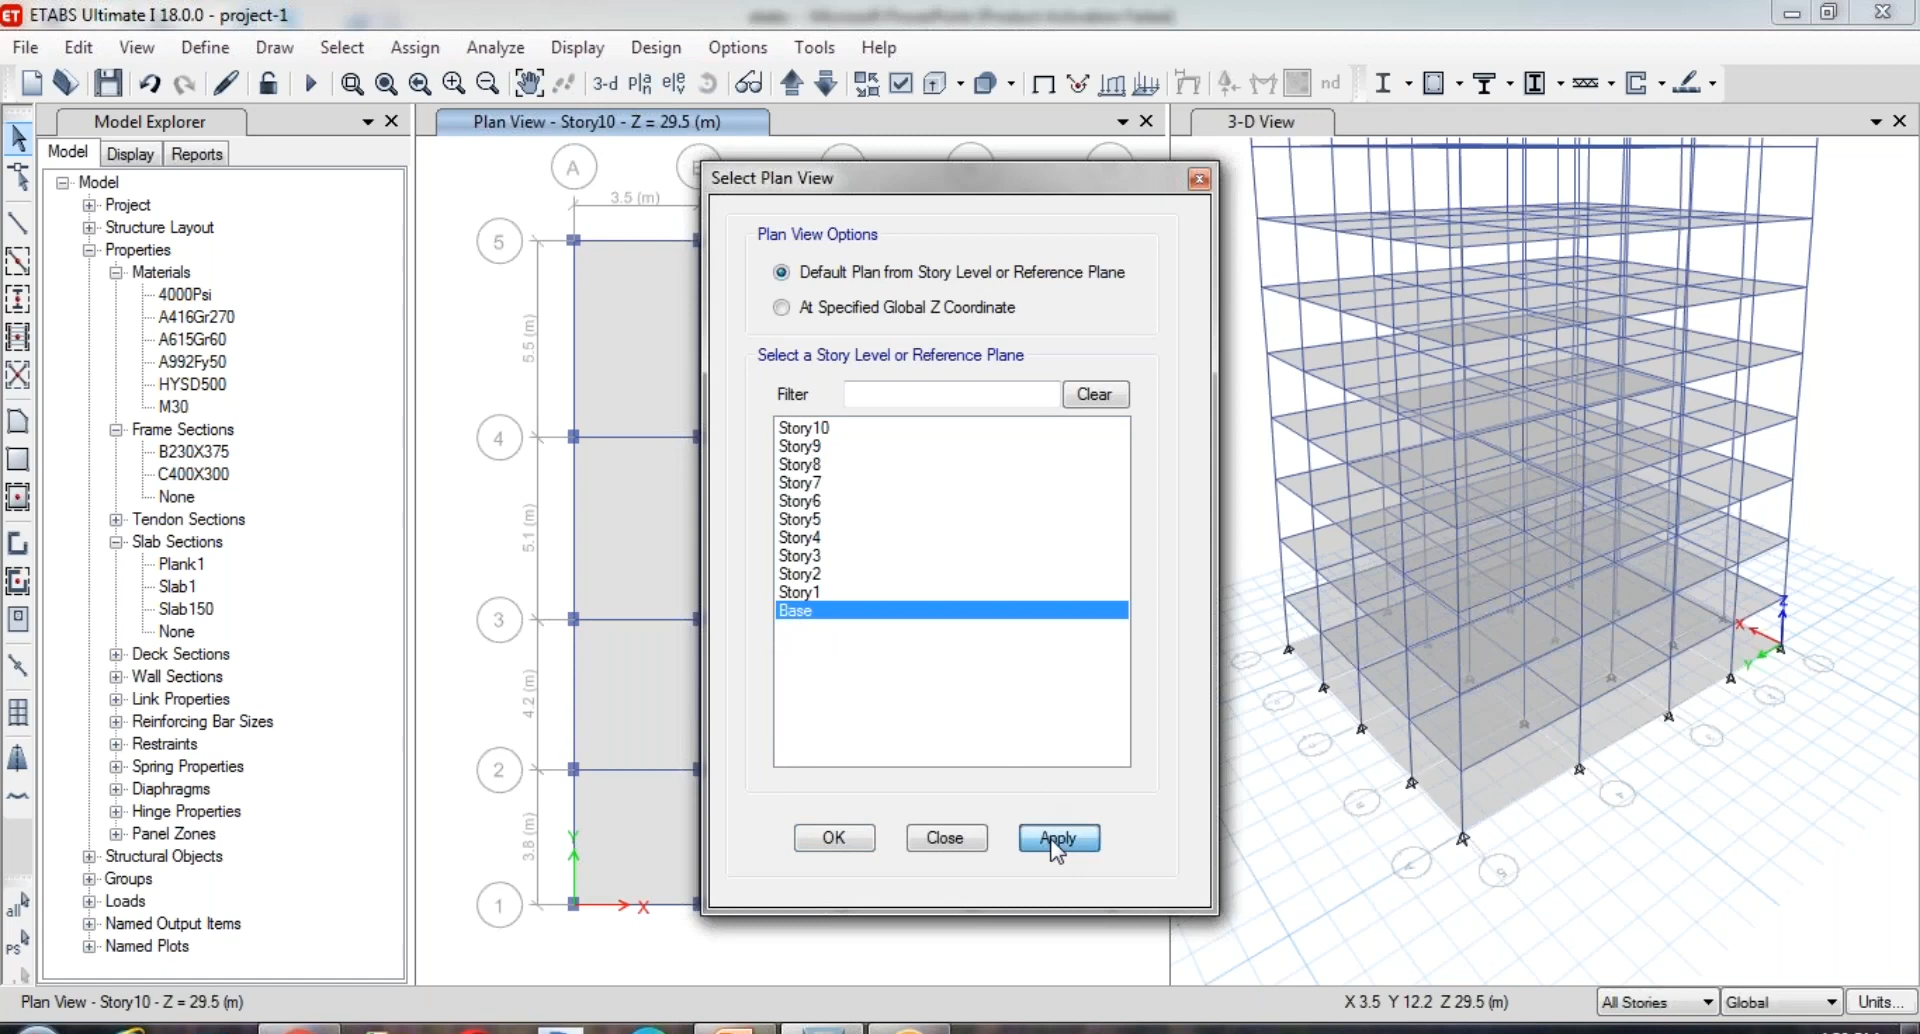 ETABS Ultimate I 18.0.0 - project-1
File Edit View Define Draw Select Assign Analyze Display Design Options Tools Help
3-d pla ele nd
Model Explorer
Plan View - Story10 - Z = 29.5 (m)
3-D View
Model Display Reports
Model
Project
Structure Layout
Properties
Materials
4000Psi
A416Gr270
A615Gr60
A992Fy50
HYSD500
M30
Frame Sections
B230X375
C400X300
None
Tendon Sections
Slab Sections
Plank1
Slab1
Slab150
None
Deck Sections
Wall Sections
Link Properties
Reinforcing Bar Sizes
Restraints
Spring Properties
Diaphragms
Hinge Properties
Panel Zones
Structural Objects
Groups
Loads
Named Output Items
Named Plots
all
PS
A
3.5 (m)
5
5.5 (m)
4
5.1 (m)
3
4.2 (m)
2
3.8 (m)
1
Y
X
Select Plan View
Plan View Options
Default Plan from Story Level or Reference Plane
At Specified Global Z Coordinate
Select a Story Level or Reference Plane
Filter
Clear
Story10
Story9
Story8
Story7
Story6
Story5
Story4
Story3
Story2
Story1
Base
OK Close Apply
Z
X
Y
Plan View - Story10 - Z = 29.5 (m)
X 3.5 Y 12.2 Z 29.5 (m)
All Stories
Global
Units...